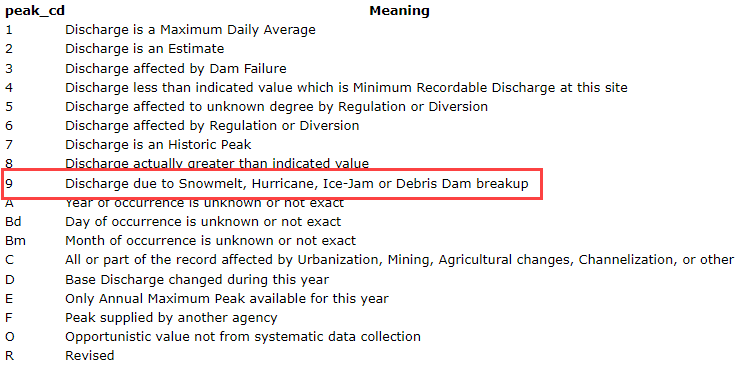 peak_cd Meaning
1 Discharge is a Maximum Daily Average
2 Discharge is an Estimate
3 Discharge affected by Dam Failure
4 Discharge less than indicated value which is Minimum Recordable Discharge at this site
5 Discharge affected to unknown degree by Regulation or Diversion
6 Discharge affected by Regulation or Diversion
7 Discharge is an Historic Peak
8 Discharge actually greater than indicated value
9 Discharge due to Snowmelt, Hurricane, Ice-Jam or Debris Dam breakup
A Year of occurrence is unknown or not exact
Bd Day of occurrence is unknown or not exact
Bm Month of occurrence is unknown or not exact
C All or part of the record affected by Urbanization, Mining, Agricultural changes, Channelization, or other
D Base Discharge changed during this year
E Only Annual Maximum Peak available for this year
F Peak supplied by another agency
O Opportunistic value not from systematic data collection
R Revised